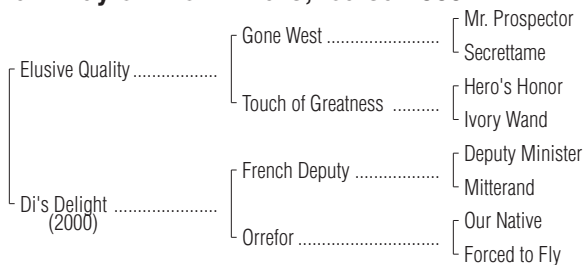 Gone West
Mr. Prospector
Secrettame
Elusive Quality
Touch of Greatness
Hero's Honor
Ivory Wand
French Deputy
Deputy Minister
Mitterand
Di's Delight
(2000)
Orrefor
Our Native
Forced to Fly